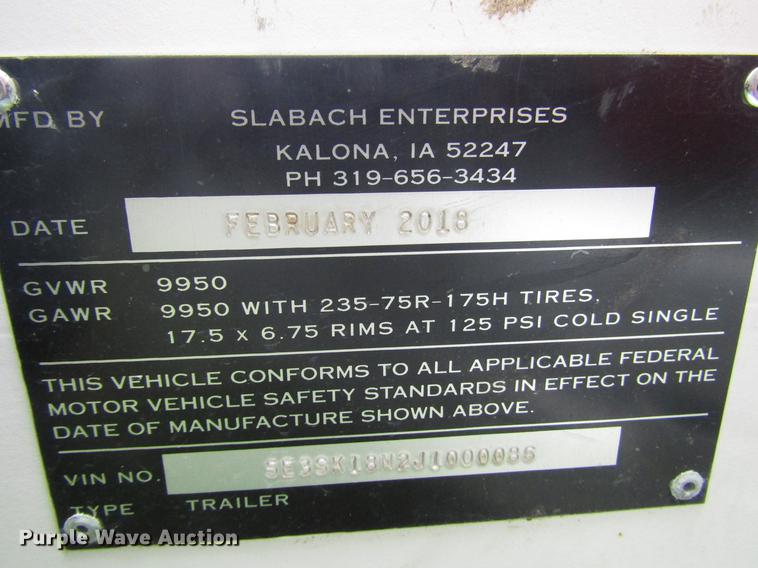 MFD BY SLABACH ENTERPRISES
KALONA, IA 52247
PH 319-656-3434
DATE FEBRUARY 2018
GVWR 9950
GAWR 9950 WITH 235-75R-175H TIRES,
17.5 x 6.75 RIMS AT 125 PSI COLD SINGLE
THIS VEHICLE CONFORMS TO ALL APPLICABLE FEDERAL
MOTOR VEHICLE SAFETY STANDARDS IN EFFECT ON THE
DATE OF MANUFACTURE SHOWN ABOVE.
VIN NO.
TYPE TRAILER
Purple Wave Auction